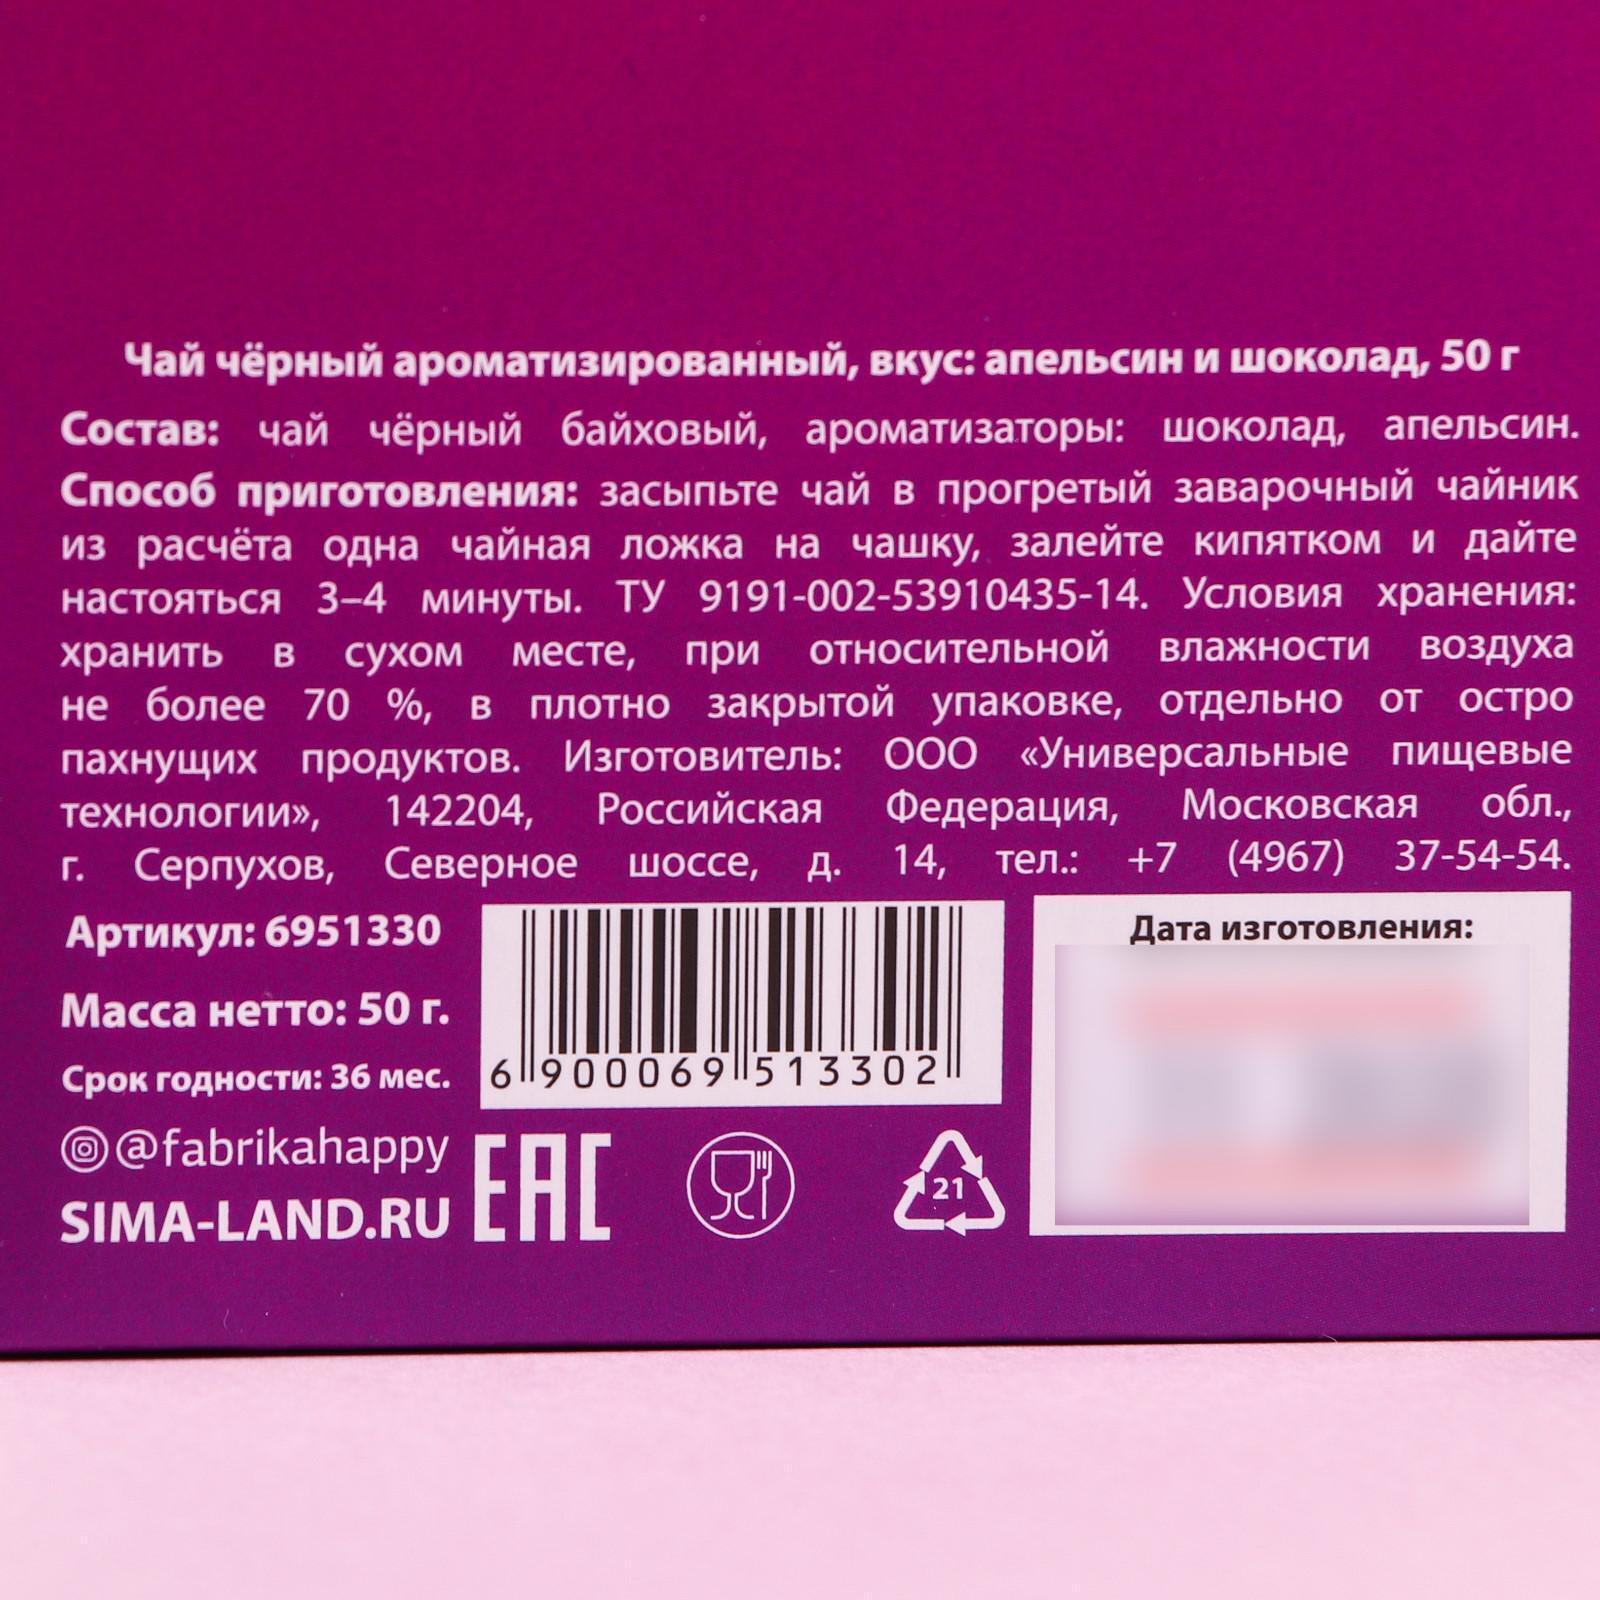 Чай чёрный ароматизированный, вкус: апельсин и шоколад, 50 г
Состав: чай чёрный байховый, ароматизаторы: шоколад, апельсин.
Способ приготовления: засыпьте чай в прогретый заварочный чайник
из расчёта одна чайная ложка на чашку, залейте кипятком и дайте
настояться 3–4 минуты. ТУ 9191-002-53910435-14. Условия хранения:
хранить в сухом месте, при относительной влажности воздуха
не более 70 %, в плотно закрытой упаковке, отдельно от остро
пахнущих продуктов. Изготовитель: ООО «Универсальные пищевые
технологии», 142204, Российская Федерация, Московская обл.,
г. Серпухов, Северное шоссе, д. 14, тел.: +7 (4967) 37-54-54.
Артикул: 6951330
Масса нетто: 50 г.
Срок годности: 36 мес.
@fabrikahappy
SIMA-LAND.RU
6 900069 513302
EAC
21
Дата изготовления: